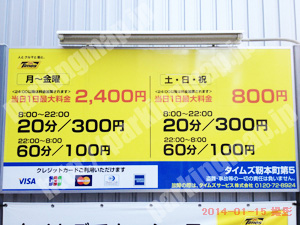 Times
月～金曜
土・日・祝
当日1日最大料金 2,400円
当日1日最大料金 800円
8:00～22:00
20分／300円
8:00～22:00
20分／300円
22:00～8:00
60分／100円
22:00～8:00
60分／100円
クレジットカードご利用いただけます
VISA
タイムズ靭本町第5
タイムズサービス株式会社 0120-72-8924
2014-01-15 撮影